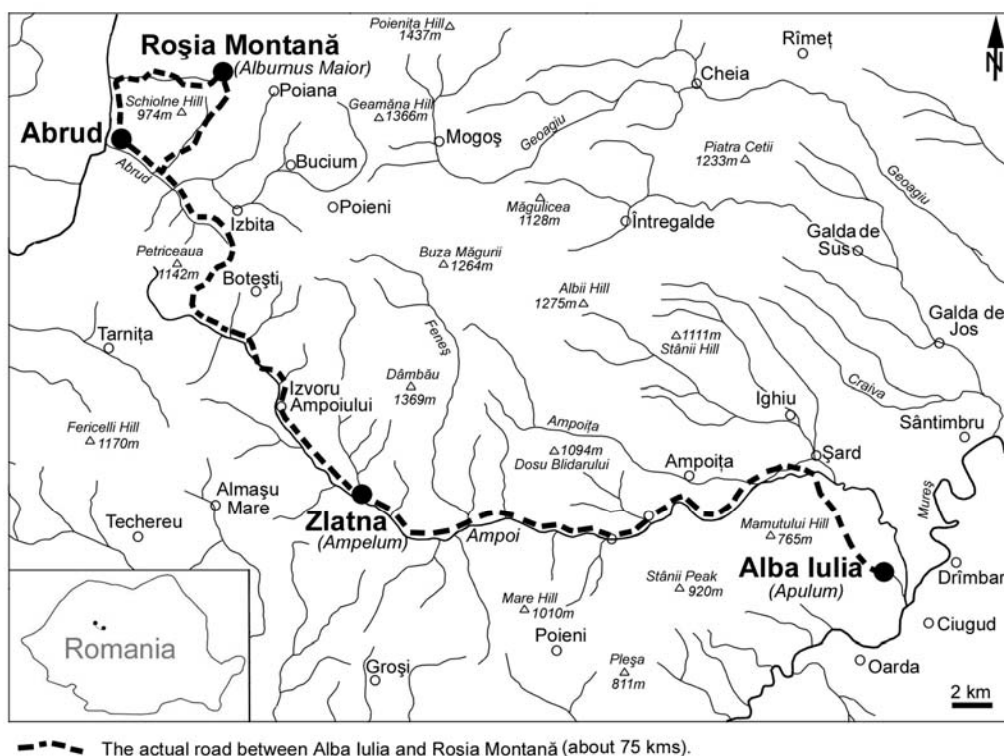 Poieniţa Hill
1437m
N
Roşia Montană
(Alburnus Maior)
Rîmeţ
Cheia
Schiolne Hill
974m
Poiana
Geamăna Hill
1366m
Abrud
Mogoş
Geoagiu
Piatra Cetii
1233m
Abrud
Bucium
Geoagiu
Izbita
Poieni
Măgulicea
1128m
Întregalde
Galda de
Sus
Petriceaua
1142m
Buza Măgurii
1264m
Boteşti
Albii Hill
1275m
Galda de
Jos
Tarniţa
Feneş
1111m
Stânii Hill
Izvoru
Ampoiului
Dâmbău
1369m
Craiva
Ighiu
Fericelli Hill
1170m
Ampoiţa
Sântimbru
1094m
Dosu Blidarului
Ampoiţa
Şard
Almaşu
Mare
Mureş
Techereu
Zlatna
(Ampelum)
Ampoi
Mamutului Hill
765m
Alba Iulia
(Apulum)
Drîmbar
Stânii Peak
920m
Mare Hill
1010m
Poieni
Ciugud
Romania
Groşi
Pleşa
811m
Oarda
2 km
The actual road between Alba Iulia and Roşia Montană (about 75 kms).